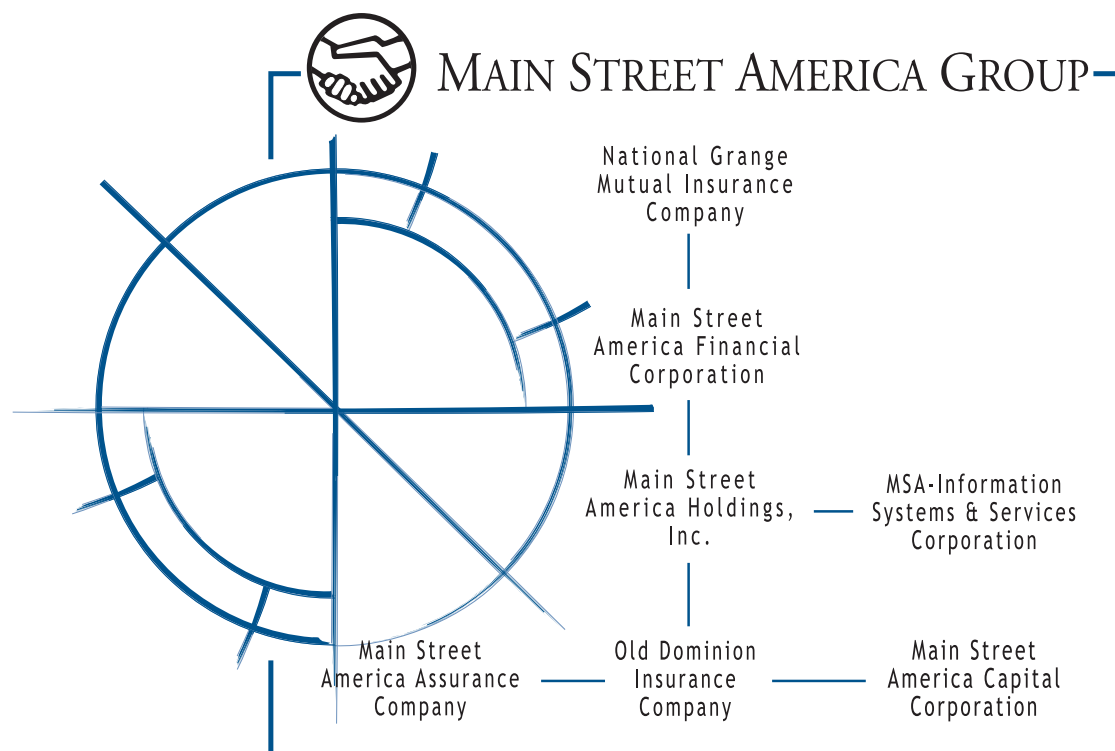 MAIN STREET AMERICA GROUP
National Grange
Mutual Insurance
Company
Main Street
America Financial
Corporation
Main Street
America Holdings,
Inc.
MSA-Information
Systems & Services
Corporation
Main Street
America Assurance
Company
Old Dominion
Insurance
Company
Main Street
America Capital
Corporation